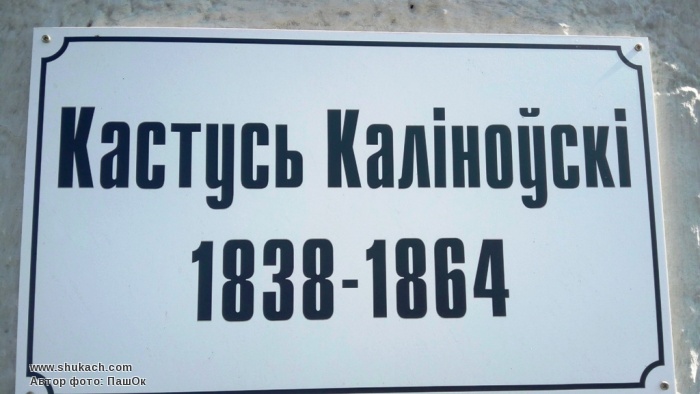 Кастусь Каліноўскі
1838-1864
www.shukach.com
Автор фото: ПашОк